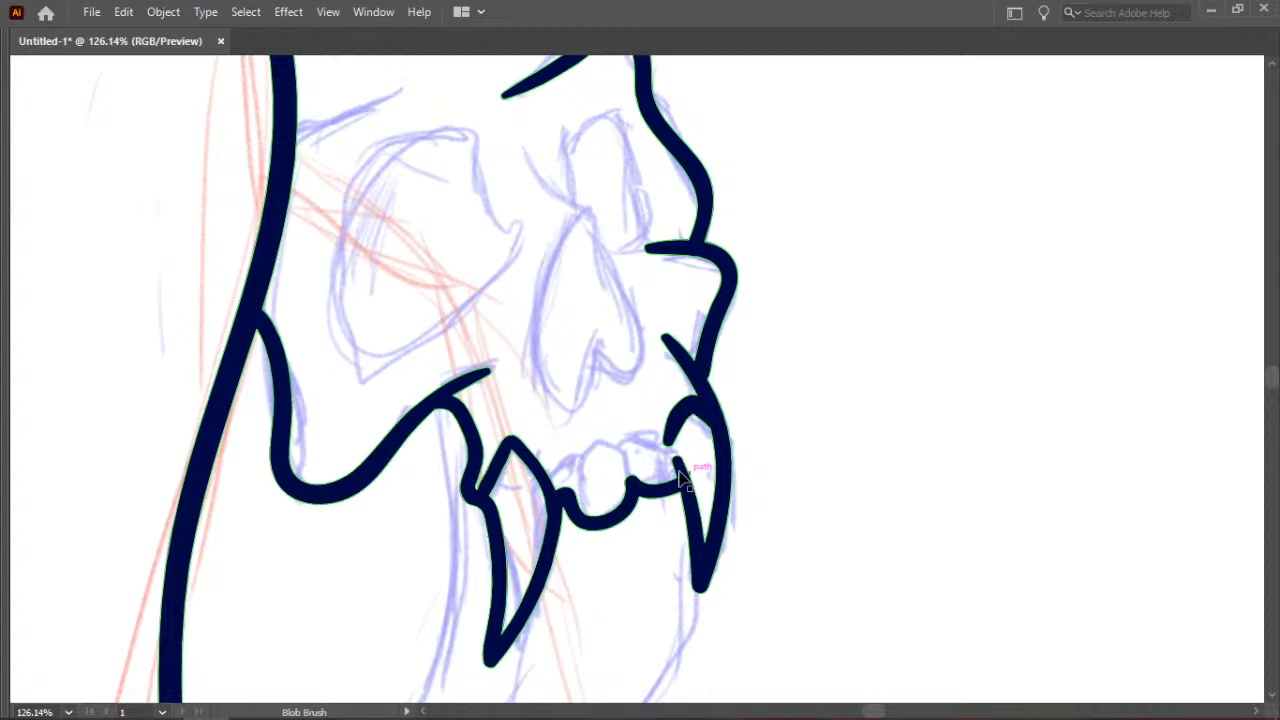 Ai File Edit Object Type Select Effect View Window Help Search Adobe Help
Untitled-1* @ 126.14% (RGB/Preview) ×
path
126.14% 1 Blob Brush